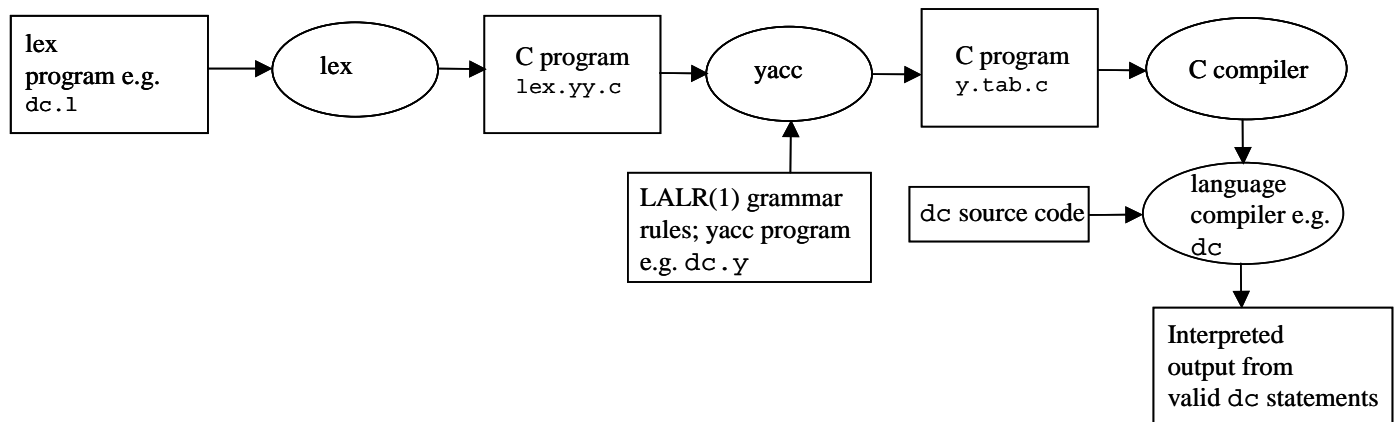 lex
program e.g.
dc.l
lex
C program
lex.yy.c
yacc
C program
y.tab.c
C compiler
LALR(1) grammar
rules; yacc program
e.g. dc.y
dc source code
language
compiler e.g.
dc
Interpreted
output from
valid dc statements